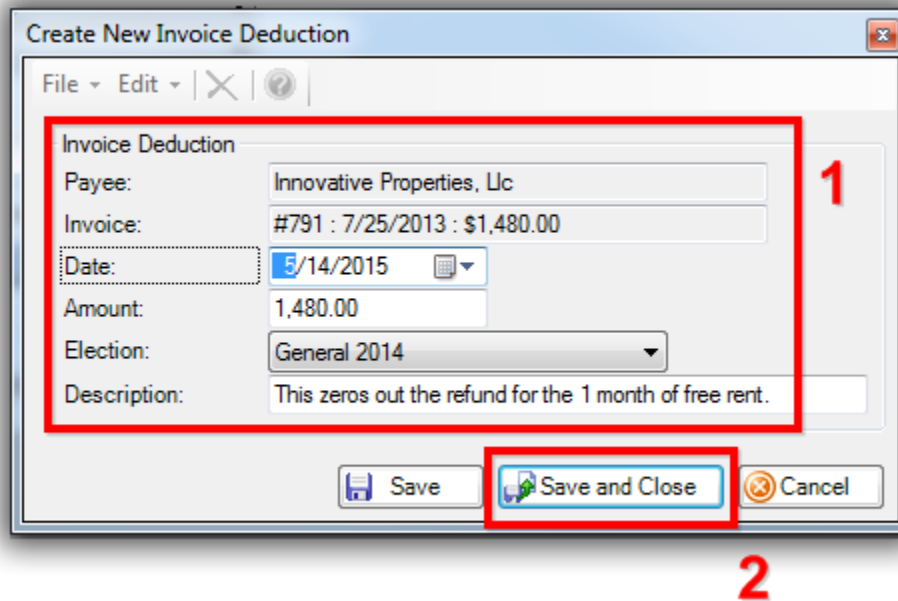 Create New Invoice Deduction
File Edit
Invoice Deduction
Payee: Innovative Properties, Llc
Invoice: #791 : 7/25/2013 : $1,480.00
Date: 5/14/2015
Amount: 1,480.00
Election: General 2014
Description: This zeros out the refund for the 1 month of free rent.
1
Save Save and Close Cancel
2